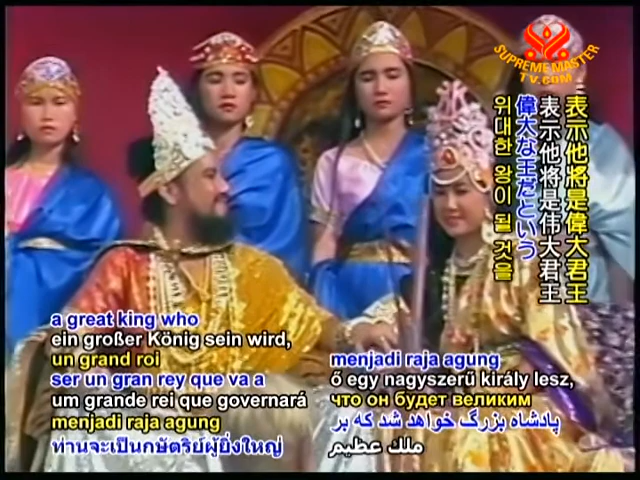 SUPREME MASTER
TV.COM
表示他將是偉大君王
表示他将是伟大君王
偉大な王だという
위대한 왕이 될 것을
a great king who
ein großer König sein wird,
un grand roi
ser un gran rey que va a
um grande rei que governará
menjadi raja agung
ท่านจะเป็นกษัตริย์ผู้ยิ่งใหญ่
menjadi raja agung
ő egy nagyszerű király lesz,
что он будет великим
پادشاه بزرگ خواهد شد که بر
ملك عظيم